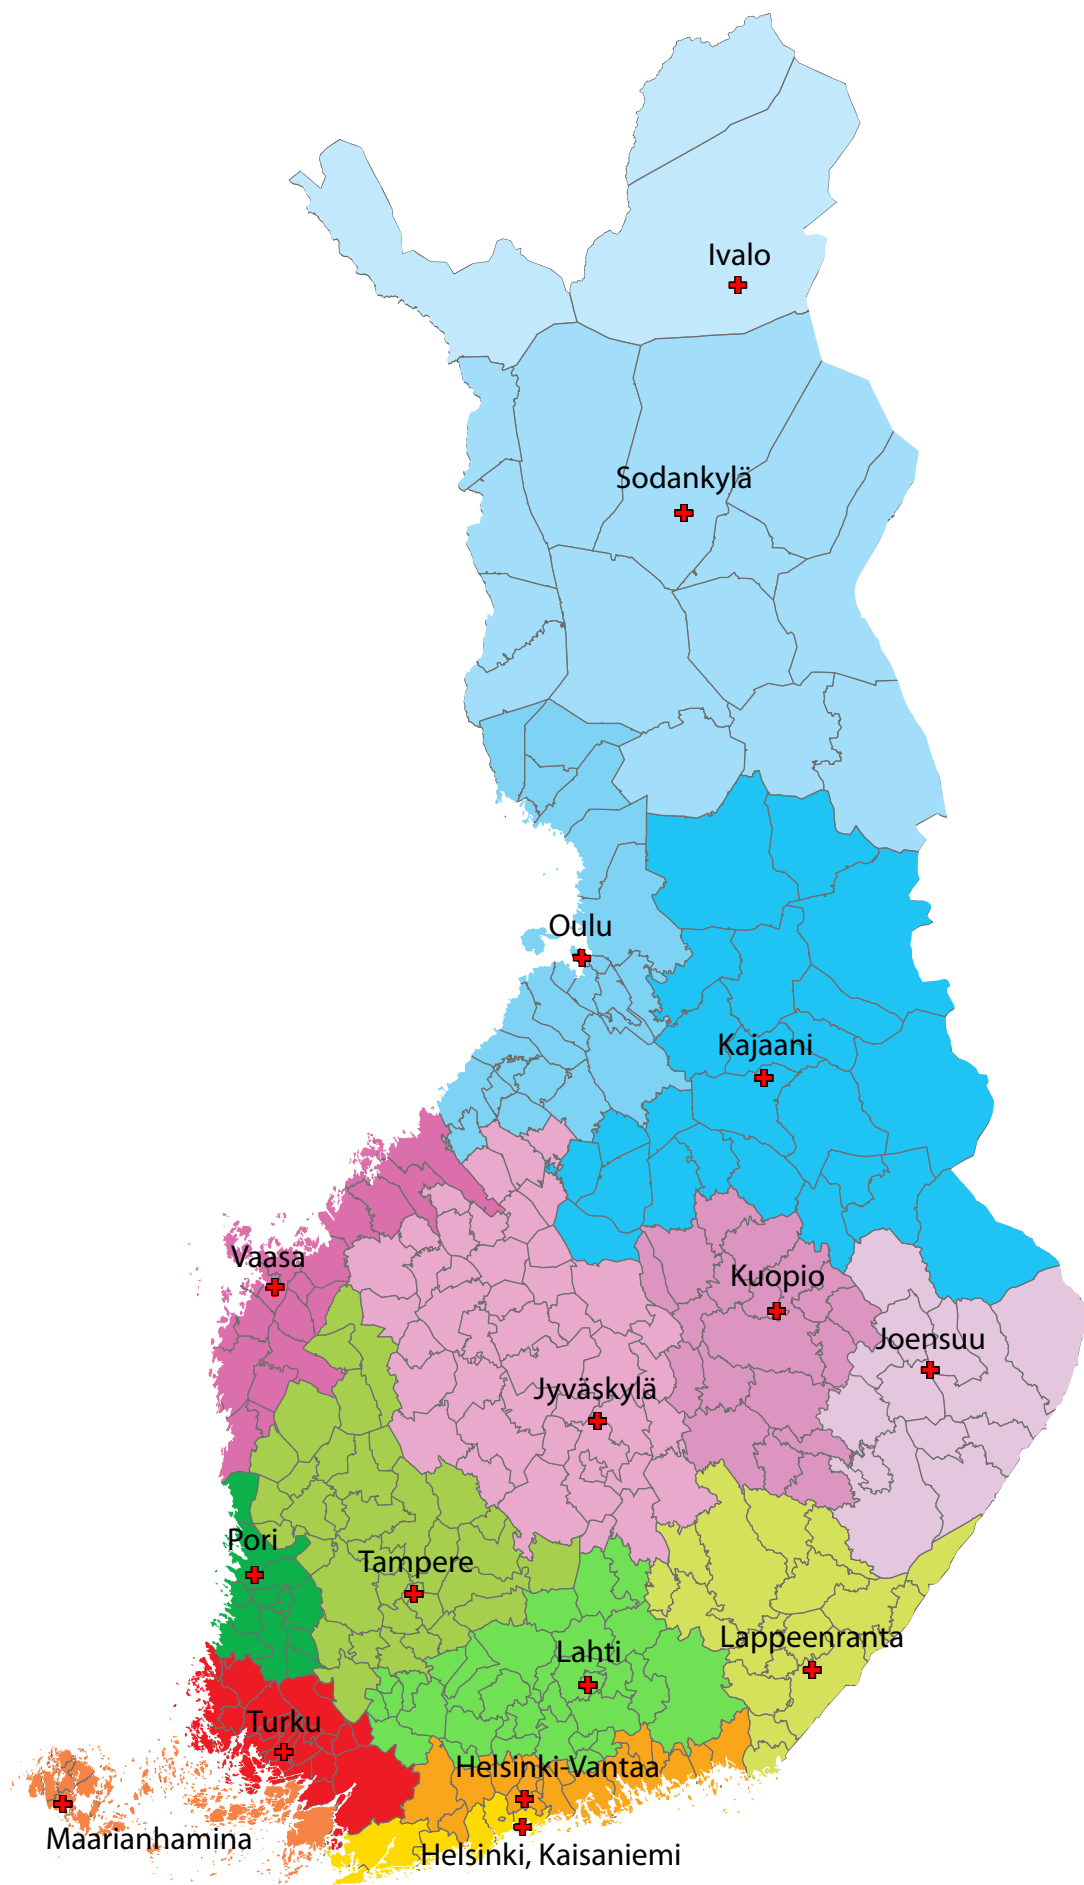 Ivalo
Sodankylä
Oulu
Kajaani
Vaasa
Kuopio
Joensuu
Jyväskylä
Pori
Tampere
Lappeenranta
Lahti
Turku
Helsinki-Vantaa
Maarianhamina
Helsinki, Kaisaniemi